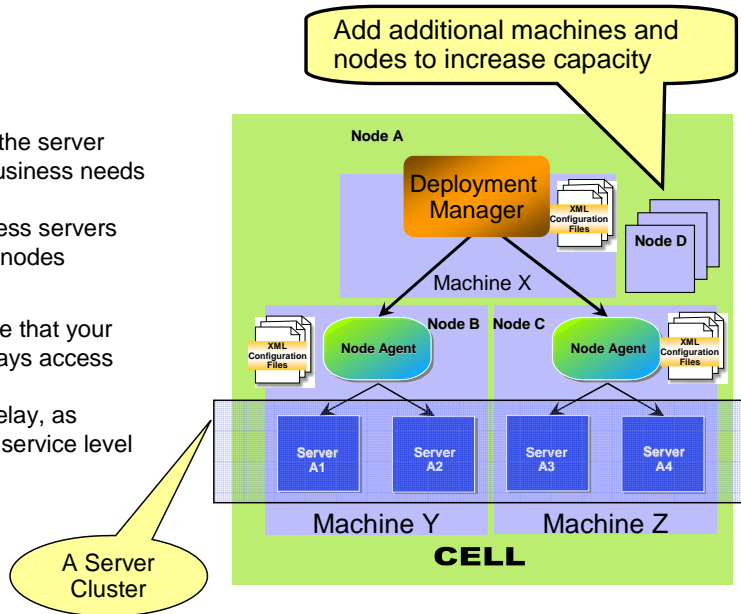 Add additional machines and
nodes to increase capacity
the server
usiness needs
ess servers
nodes
e that your
ays access
elay, as
service level
Node A
Deployment
Manager
XML
Configuration
Files
Node D
Machine X
Node B
Node C
XML
Configuration
Files
Node Agent
Node Agent
XML
Configuration
Files
Server
A1
Server
A2
Server
A3
Server
A4
Machine Y
Machine Z
CELL
A Server
Cluster